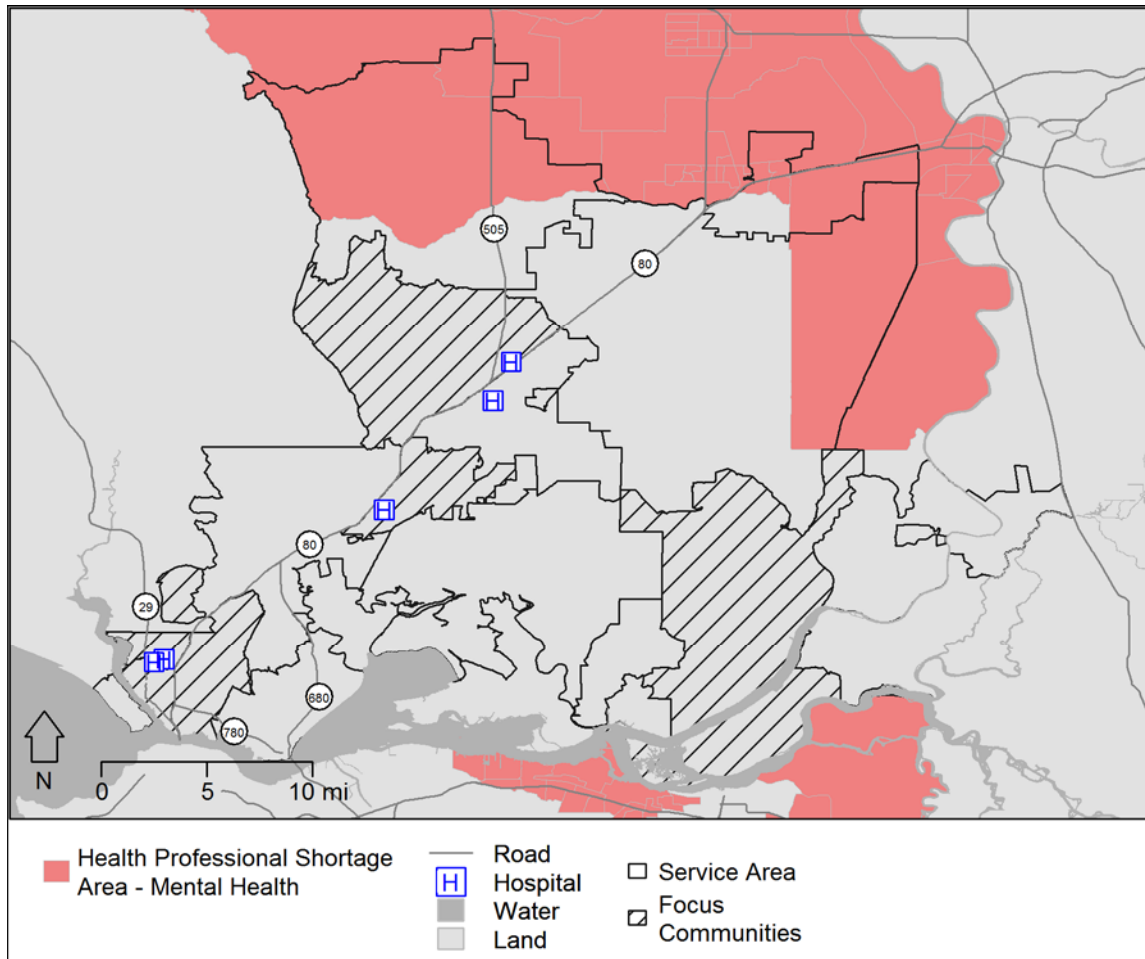 505
80
80
29
680
780
N
0 5 10 mi
Health Professional Shortage
Area - Mental Health
Road
H Hospital
Water
Land
Service Area
Focus
Communities
H
H
H
H
H